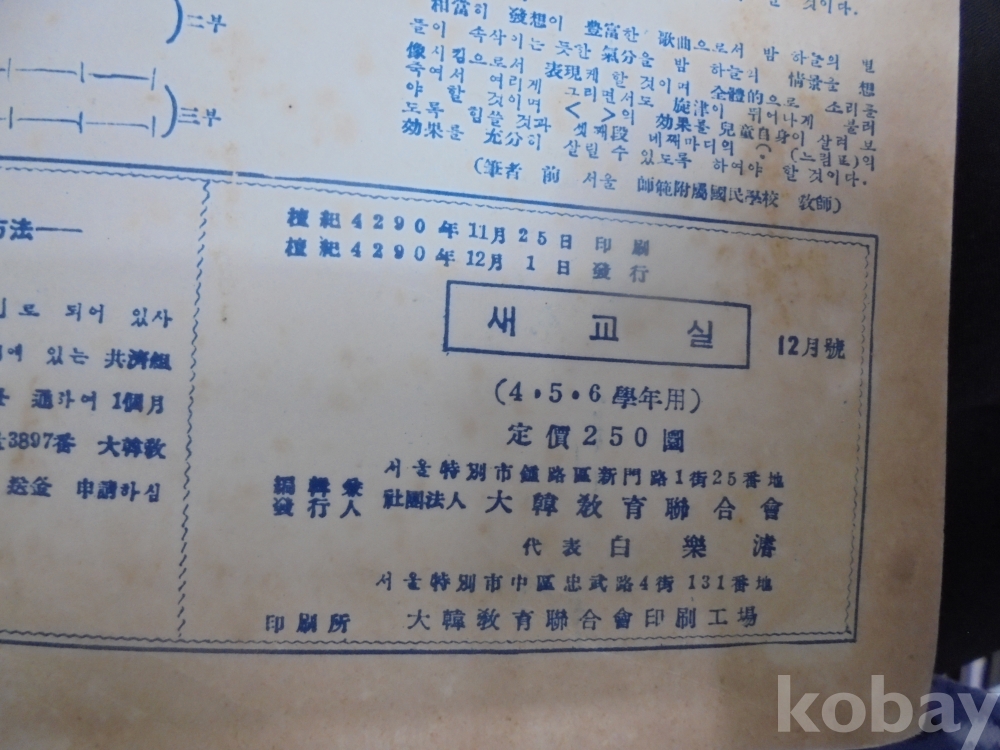 것이다.
二부
三부
相當히 發想이 豊富한 歌曲으로서 밤 하늘의 별
들이 속삭이는 듯한 氣分을 밤 하늘의 情景을 想
像시킴으로서 表現케 할 것이며 全體的으로 소리를
죽여서 여리게 그러면서도 旋律이 뛰어나게 불러
야 할 것이며 < >의 効果를 兒童自身이 살려 보
도록 힘쓸 것과 셋째段 네째마디의 (느림표)의
効果를 充分히 살릴 수 있도록 하여야 할 것이다.
(筆者 前 서울 師範附屬國民學校 敎師)
方法──
로 되어 있사
에 있는 共濟組
通하여 1個月
3897番 大韓敎
送金 申請하십
檀紀4290年11月25日 印刷
檀紀4290年12月 1日 發行
새교실
12月號
(4·5·6學年用)
定價250圜
서울特別市鍾路區新門路1街25番地
編輯兼
發行人 社團法人 大韓敎育聯合會
代表 白樂濬
서울特別市中區忠武路4街131番地
印刷所 大韓敎育聯合會印刷工場
kobay